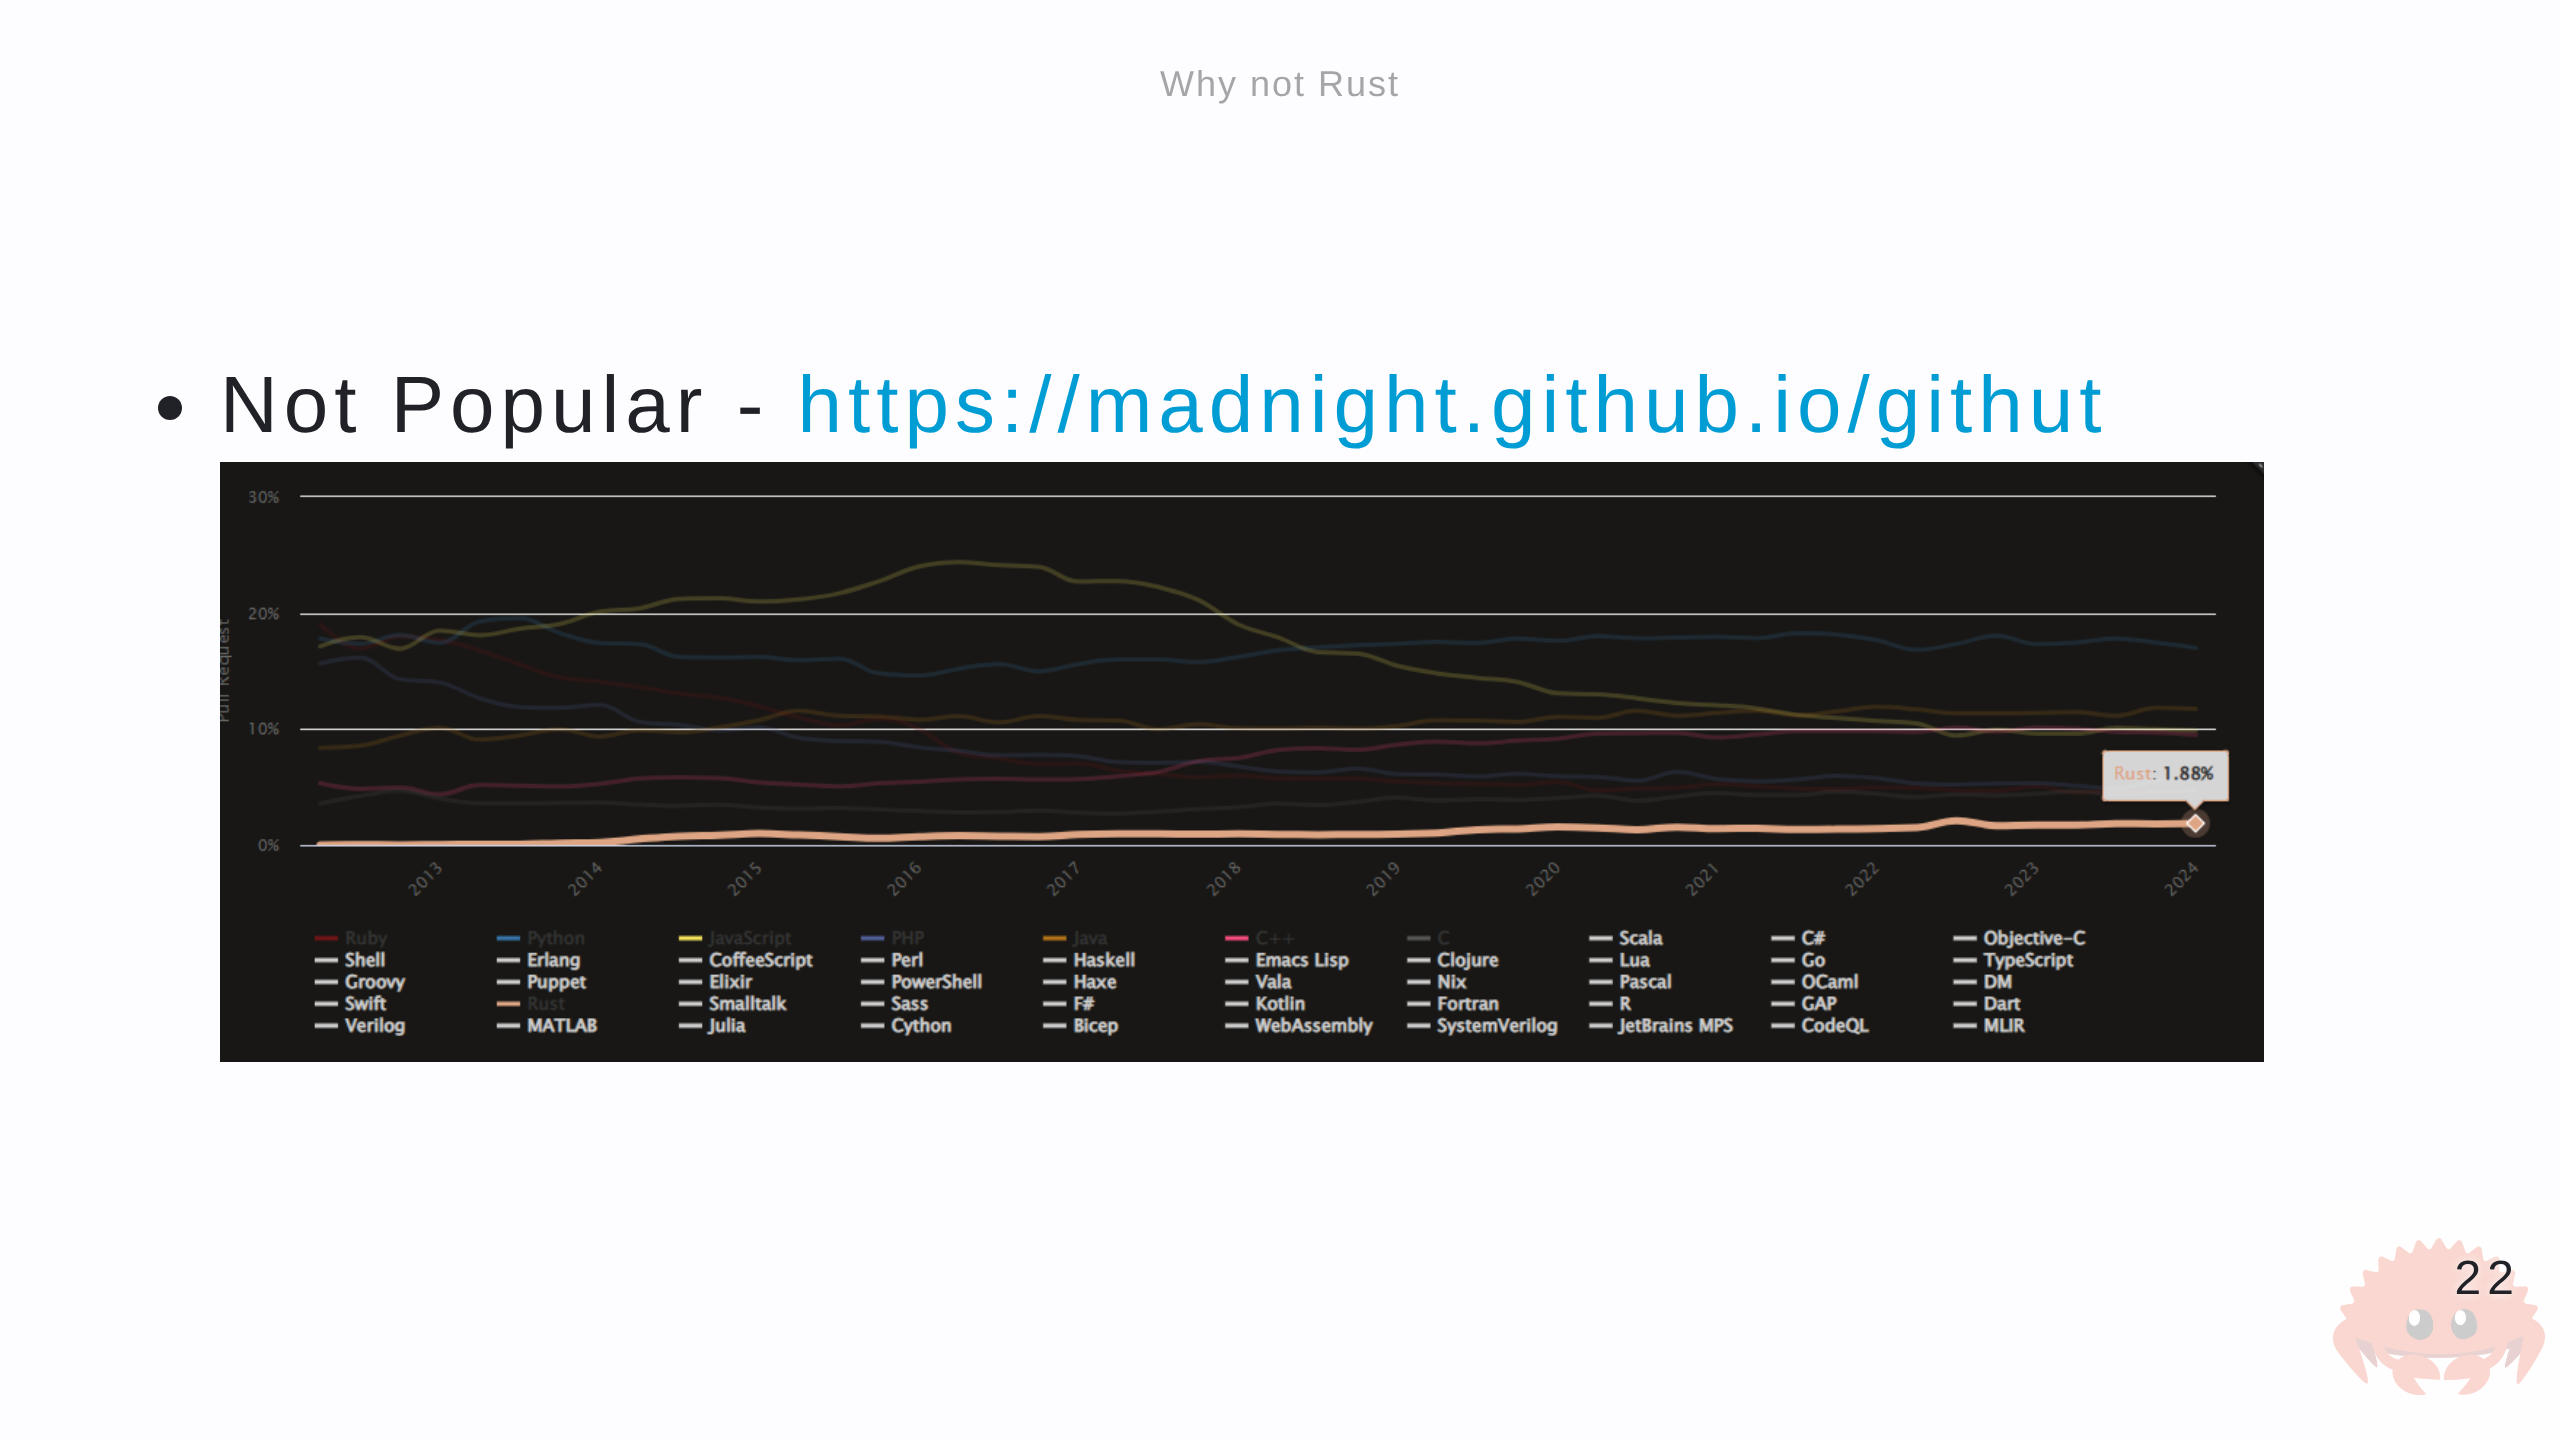 Why not Rust
• Not Popular - https://madnight.github.io/githut
30%
20%
10%
0%
Pull Request
Rust: 1.88%
2013 2014 2015 2016 2017 2018 2019 2020 2021 2022 2023 2024
Ruby Python JavaScript PHP Java C++ C Scala C# Objective-C
Shell Erlang CoffeeScript Perl Haskell Emacs Lisp Clojure Lua Go TypeScript
Groovy Puppet Elixir PowerShell Haxe Vala Nix Pascal OCaml DM
Swift Rust Smalltalk Sass F# Kotlin Fortran R GAP Dart
Verilog MATLAB Julia Cython Bicep WebAssembly SystemVerilog JetBrains MPS CodeQL MLIR
22